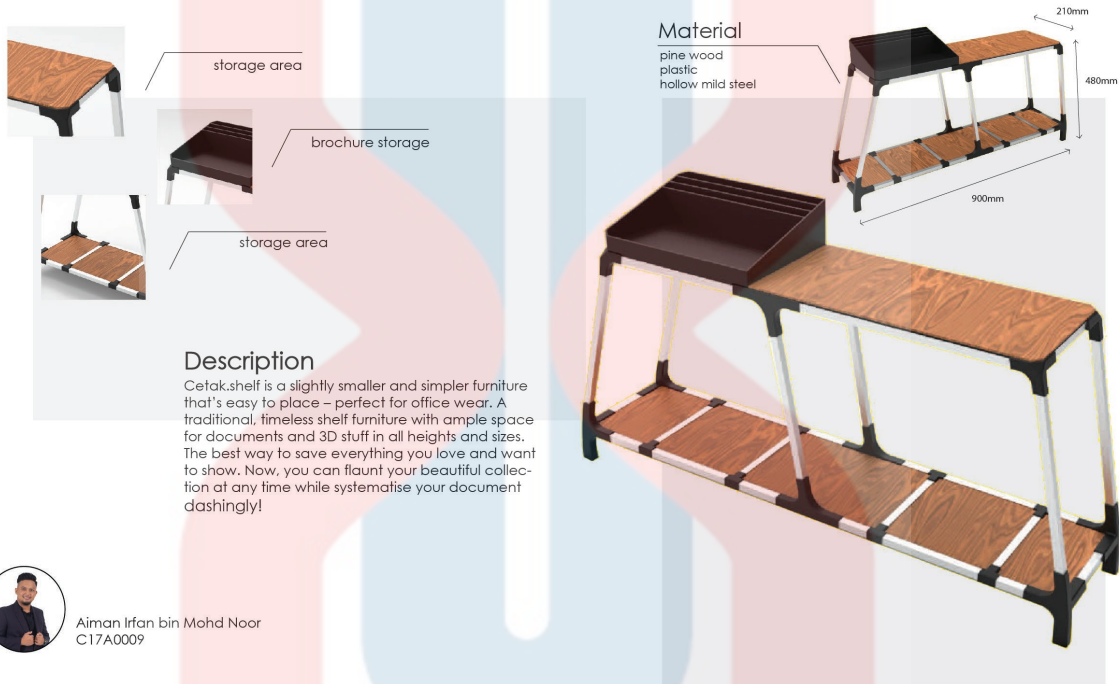 storage area
brochure storage
storage area
Material
pine wood
plastic
hollow mild steel
210mm
480mm
900mm
Description
Cetak.shelf is a slightly smaller and simpler furniture
that's easy to place – perfect for office wear. A
traditional, timeless shelf furniture with ample space
for documents and 3D stuff in all heights and sizes.
The best way to save everything you love and want
to show. Now, you can flaunt your beautiful collec-
tion at any time while systematise your document
dashingly!
Aiman Irfan bin Mohd Noor
C17A0009